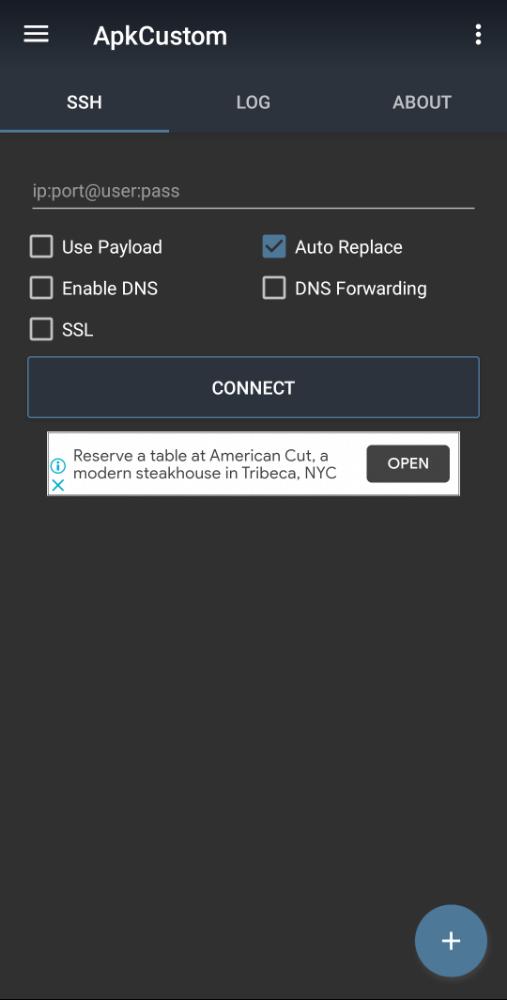 ApkCustom
SSH
LOG
ABOUT
ip:port@user:pass
Use Payload
Auto Replace
Enable DNS
DNS Forwarding
SSL
CONNECT
Reserve a table at American Cut, a
modern steakhouse in Tribeca, NYC
OPEN